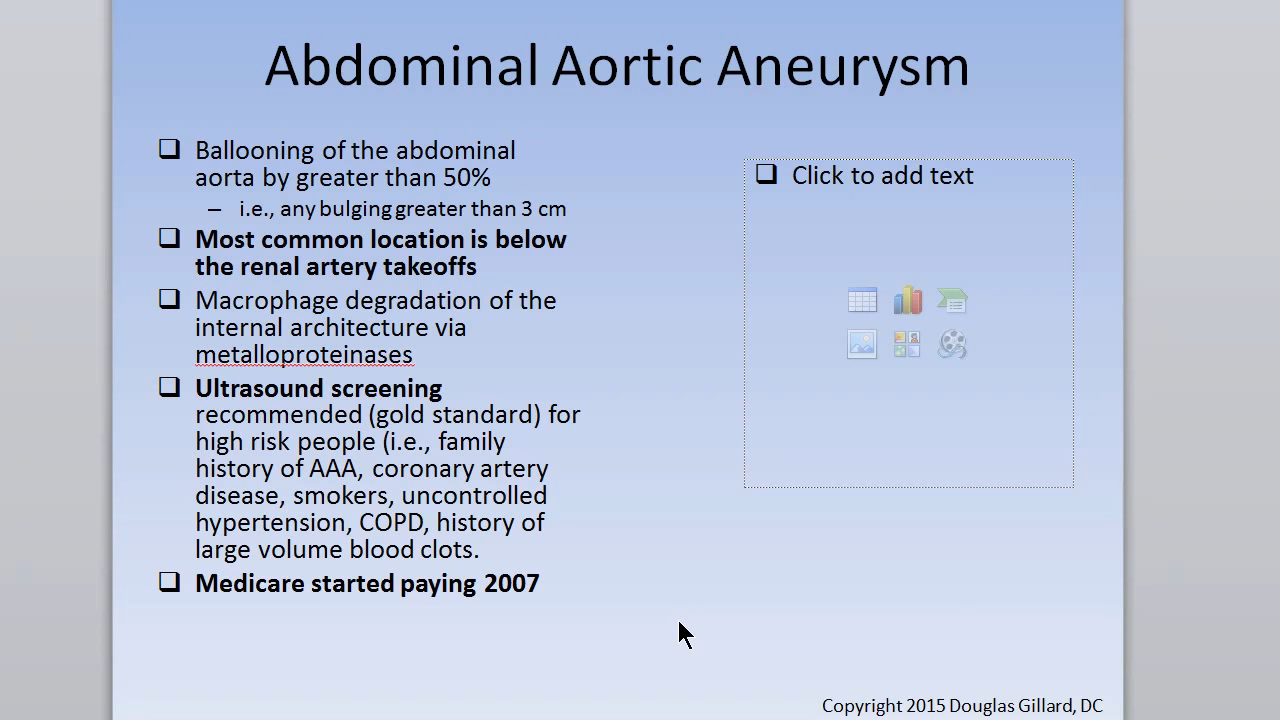 Abdominal Aortic Aneurysm
Ballooning of the abdominal
aorta by greater than 50%
– i.e., any bulging greater than 3 cm
Most common location is below
the renal artery takeoffs
Macrophage degradation of the
internal architecture via
metalloproteinases
Ultrasound screening
recommended (gold standard) for
high risk people (i.e., family
history of AAA, coronary artery
disease, smokers, uncontrolled
hypertension, COPD, history of
large volume blood clots.
Medicare started paying 2007
Click to add text
Copyright 2015 Douglas Gillard, DC